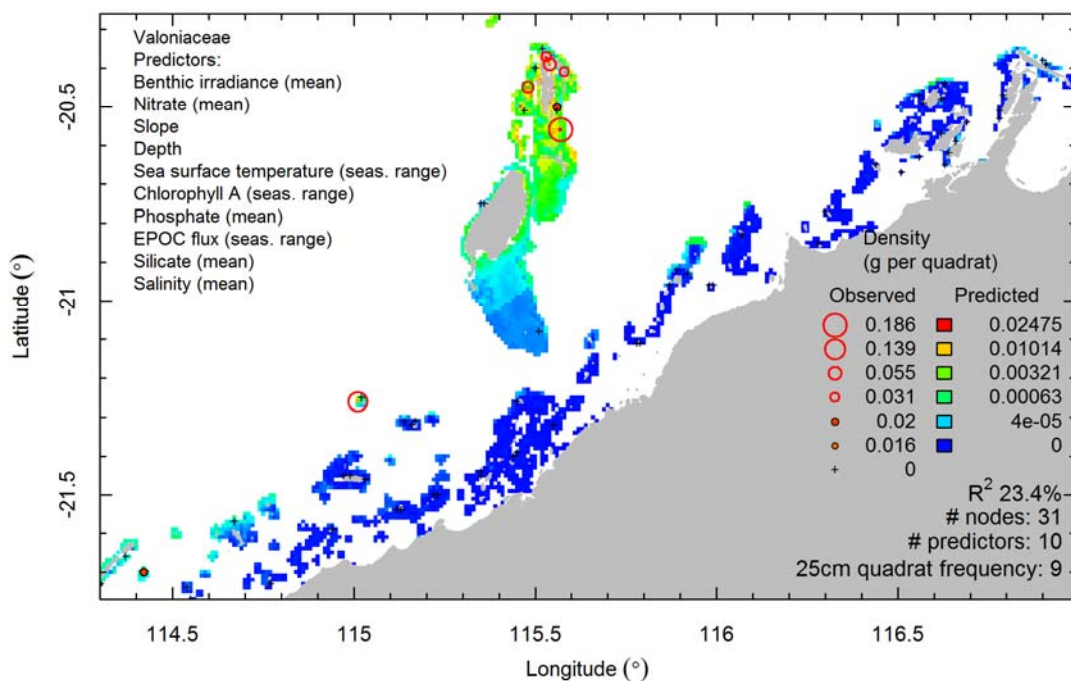 Valoniaceae
Predictors:
Benthic irradiance (mean)
Nitrate (mean)
Slope
Depth
Sea surface temperature (seas. range)
Chlorophyll A (seas. range)
Phosphate (mean)
EPOC flux (seas. range)
Silicate (mean)
Salinity (mean)
Latitude (°)
-20.5
-21
-21.5
Density
(g per quadrat)
Observed Predicted
0.186 0.02475
0.139 0.01014
0.055 0.00321
0.031 0.00063
0.02 4e-05
0.016 0
0
R² 23.4%
# nodes: 31
# predictors: 10
25cm quadrat frequency: 9
114.5 115 115.5 116 116.5
Longitude (°)